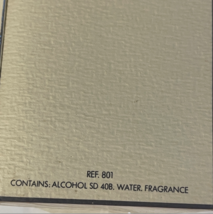 REF. 801
CONTAINS: ALCOHOL SD 40B, WATER, FRAGRANCE